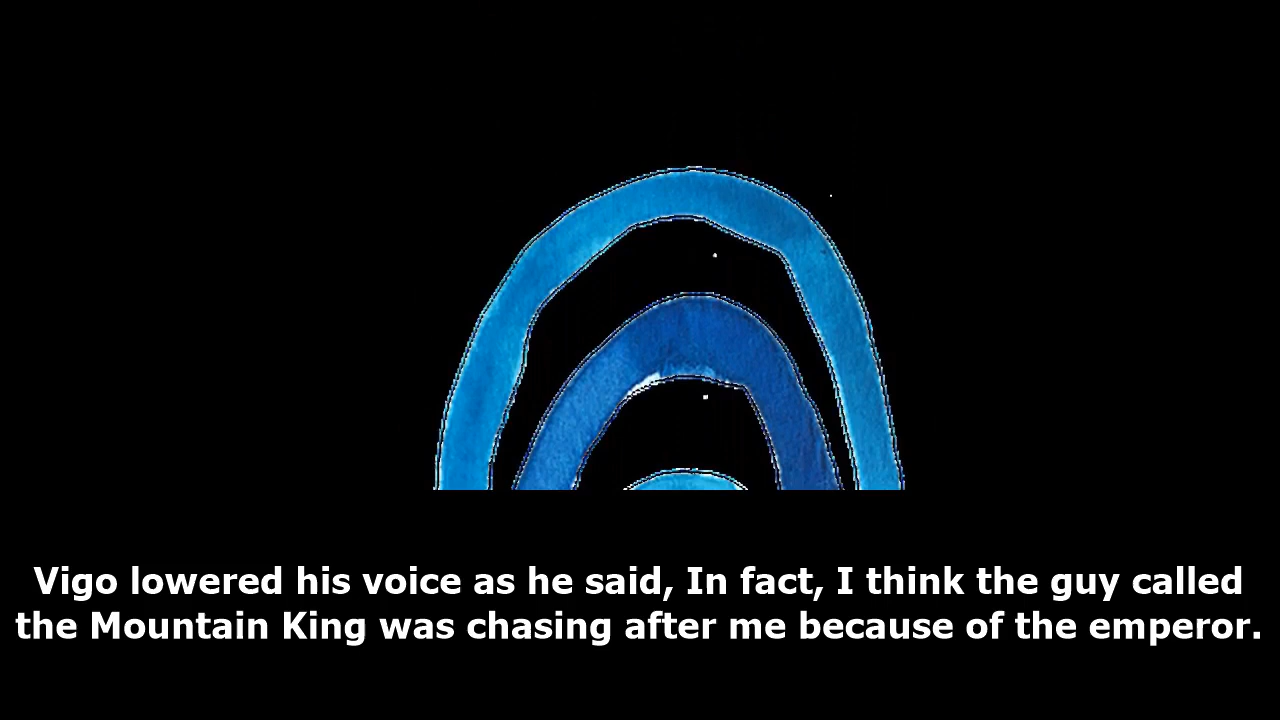 Vigo lowered his voice as he said, In fact, I think the guy called
the Mountain King was chasing after me because of the emperor.